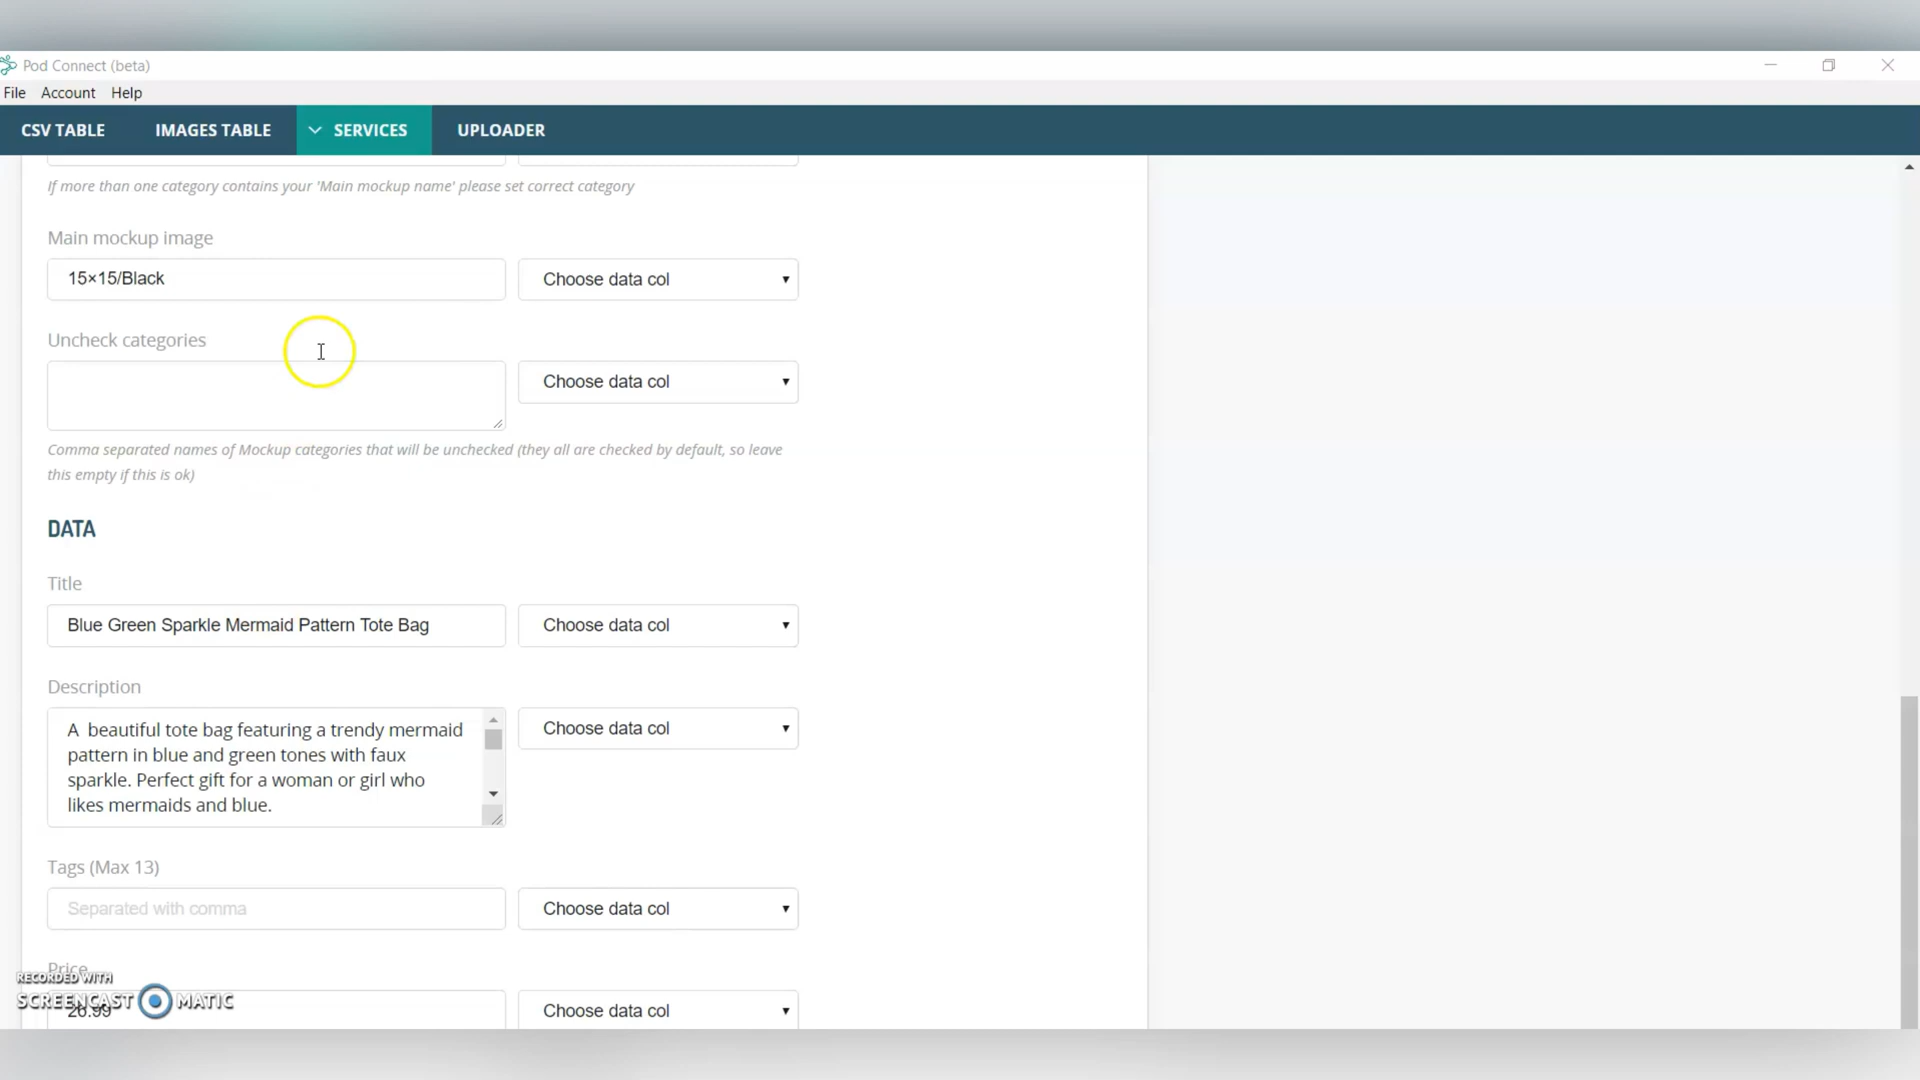 Pod Connect (beta)
File Account Help
CSV TABLE IMAGES TABLE SERVICES UPLOADER
If more than one category contains your 'Main mockup name' please set correct category
Main mockup image
15×15/Black Choose data col
Uncheck categories
Choose data col
Comma separated names of Mockup categories that will be unchecked (they all are checked by default, so leave
this empty if this is ok)
DATA
Title
Blue Green Sparkle Mermaid Pattern Tote Bag Choose data col
Description
A beautiful tote bag featuring a trendy mermaid Choose data col
pattern in blue and green tones with faux
sparkle. Perfect gift for a woman or girl who
likes mermaids and blue.
Tags (Max 13)
Separated with comma Choose data col
Price
RECORDED WITH
SCREENCAST MATIC
26.99 Choose data col